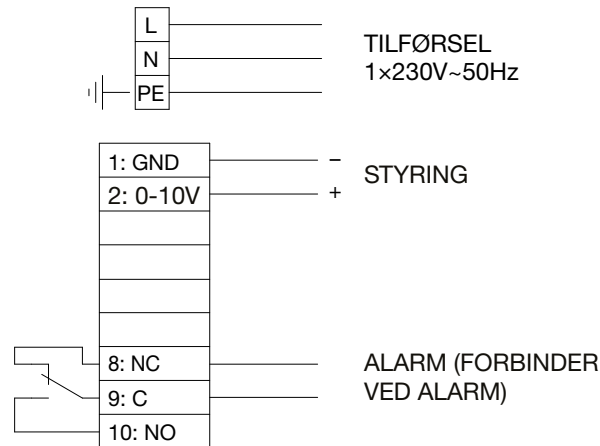 L
N
PE
TILFØRSEL
1×230V~50Hz
1: GND
–
2: 0-10V
+
STYRING
8: NC
9: C
10: NO
ALARM (FORBINDER
VED ALARM)